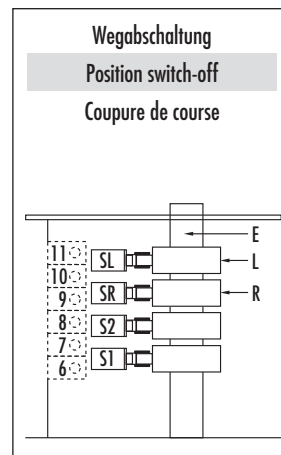 Wegabschaltung
Position switch-off
Coupure de course
E
11 SL L
10
9 SR R
8 S2
7
6 S1